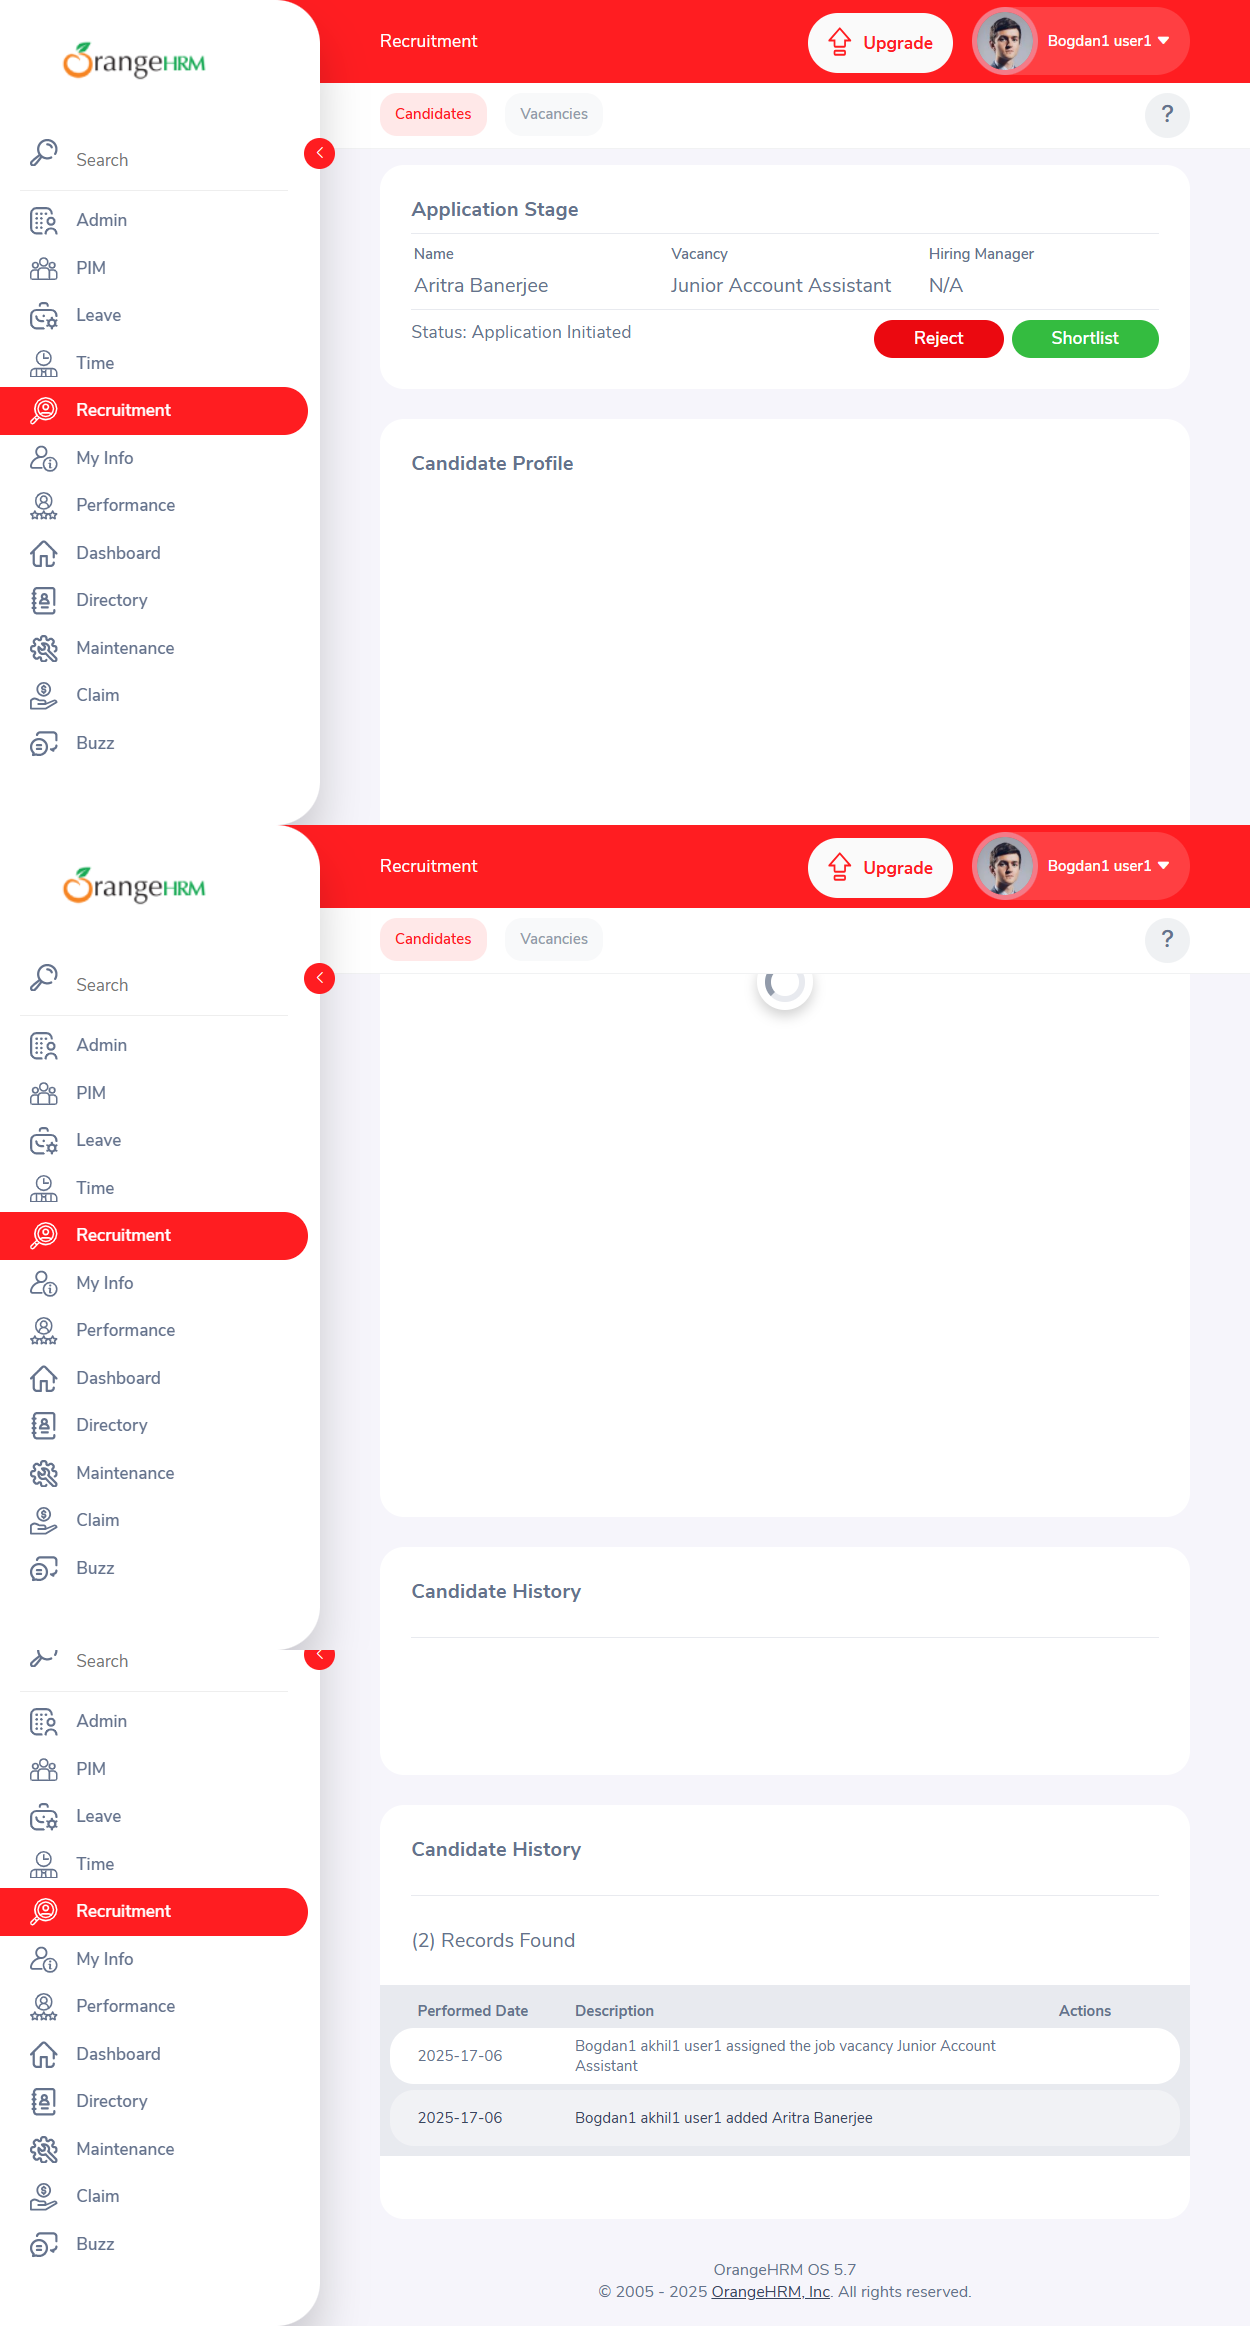 OrangeHRM
Search
Admin
PIM
Leave
Time
Recruitment
My Info
Performance
Dashboard
Directory
Maintenance
Claim
Buzz
Recruitment
Upgrade
Bogdan1 user1
Candidates
Vacancies
?
Application Stage
Name
Vacancy
Hiring Manager
Aritra Banerjee
Junior Account Assistant
N/A
Status: Application Initiated
Reject
Shortlist
Candidate Profile
OrangeHRM
Search
Admin
PIM
Leave
Time
Recruitment
My Info
Performance
Dashboard
Directory
Maintenance
Claim
Buzz
Recruitment
Upgrade
Bogdan1 user1
Candidates
Vacancies
?
Candidate History
Search
Admin
PIM
Leave
Time
Recruitment
My Info
Performance
Dashboard
Directory
Maintenance
Claim
Buzz
Candidate History
(2) Records Found
Performed Date
Description
Actions
2025-17-06
Bogdan1 akhil1 user1 assigned the job vacancy Junior Account
Assistant
2025-17-06
Bogdan1 akhil1 user1 added Aritra Banerjee
OrangeHRM OS 5.7
© 2005 - 2025 OrangeHRM, Inc. All rights reserved.